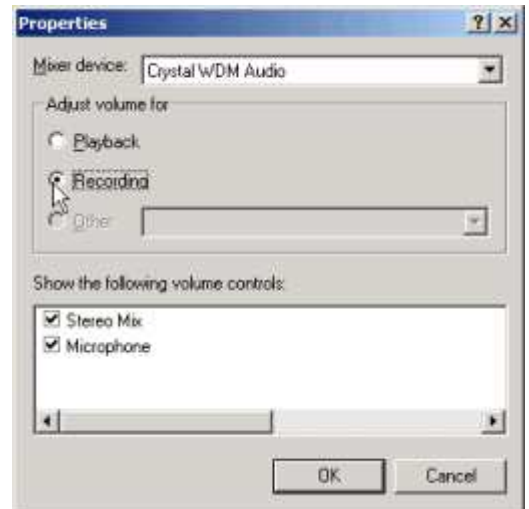 Properties
Mixer device: Crystal WDM Audio
Adjust volume for
Playback
Recording
Other
Show the following volume controls:
Stereo Mix
Microphone
OK Cancel